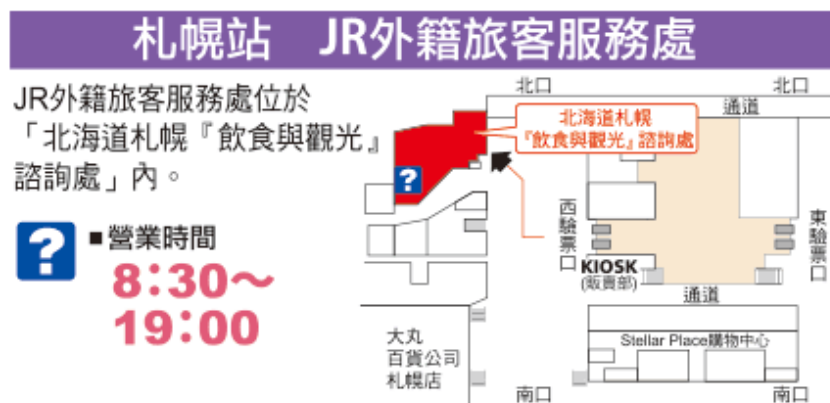 札幌站 JR外籍旅客服務處
JR外籍旅客服務處位於
「北海道札幌『飲食與觀光』
諮詢處」內。
?
■營業時間
8:30～
19:00
北口
北口
通道
北海道札幌
『飲食與觀光』諮詢處
?
西驗票口
東驗票口
KIOSK
(販賣部)
通道
大丸
百貨公司
札幌店
Stellar Place購物中心
南口
南口